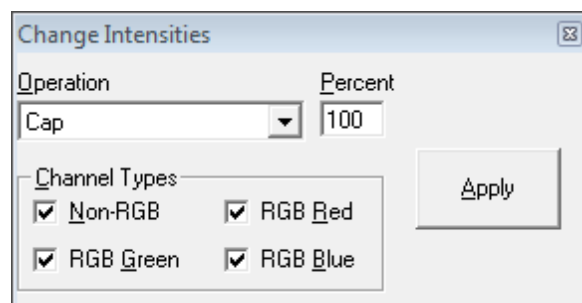 Change Intensities
Operation Percent
Cap 100
Channel Types
Non-RGB RGB Red
Apply
RGB Green RGB Blue